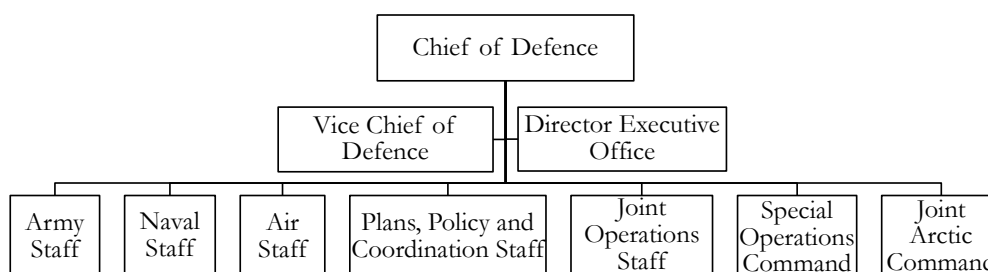 Chief of Defence
Vice Chief of
Defence
Director Executive
Office
Army
Staff
Naval
Staff
Air
Staff
Plans, Policy and
Coordination Staff
Joint
Operations
Staff
Special
Operations
Command
Joint
Arctic
Command